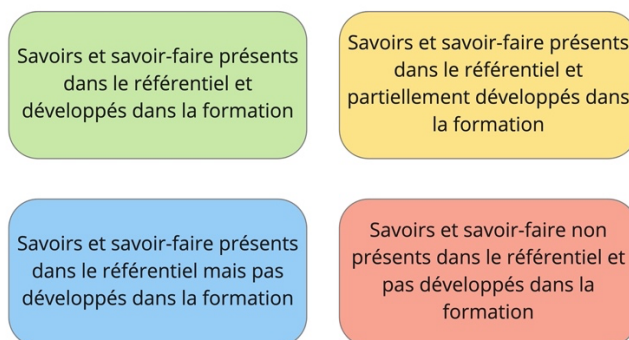 Savoirs et savoir-faire présents
dans le référentiel et
développés dans la formation
Savoirs et savoir-faire présents
dans le référentiel et
partiellement développés dans
la formation
Savoirs et savoir-faire présents
dans le référentiel mais pas
développés dans la formation
Savoirs et savoir-faire non
présents dans le référentiel et
pas développés dans la
formation